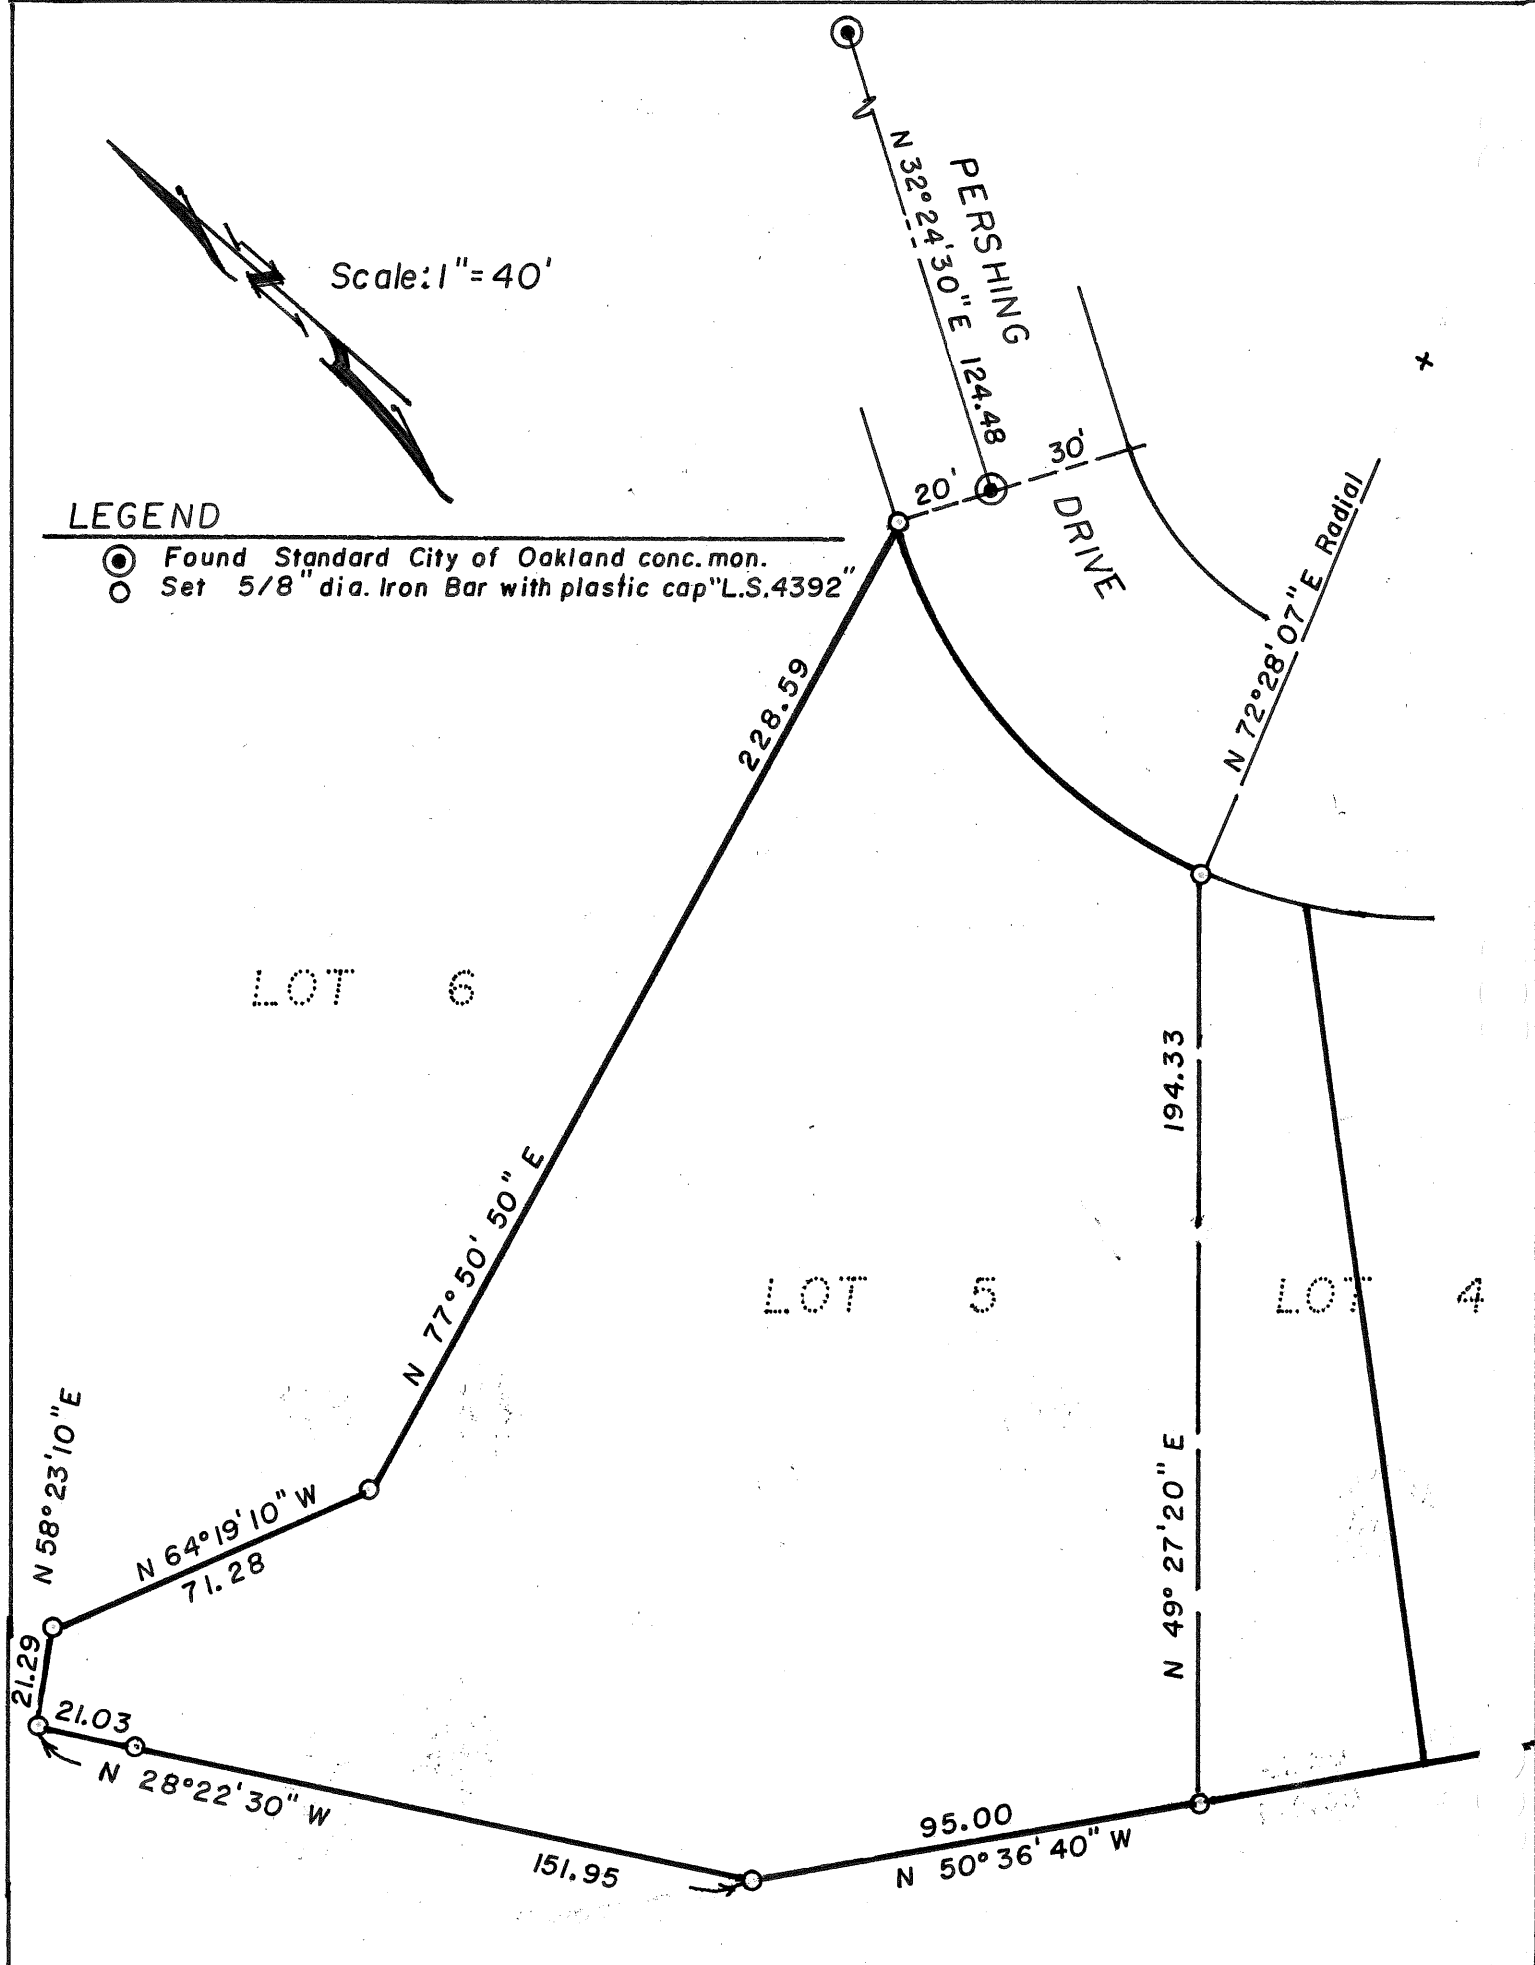 PERSHING
N 32° 24' 30" E 124.48
Scale: 1" = 40'
30'
20'
DRIVE
N 72° 28' 07" E Radial
LEGEND
Found Standard City of Oakland conc. mon.
Set 5/8" dia. Iron Bar with plastic cap "L.S. 4392"
228.59
LOT 6
194.33
N 77° 50' 50" E
LOT 5
LOT 4
N 58° 23' 10" E
N 49° 27' 20" E
N 64° 19' 10" W
71.28
21.29
21.03
N 28° 22' 30" W
95.00
N 50° 36' 40" W
151.95